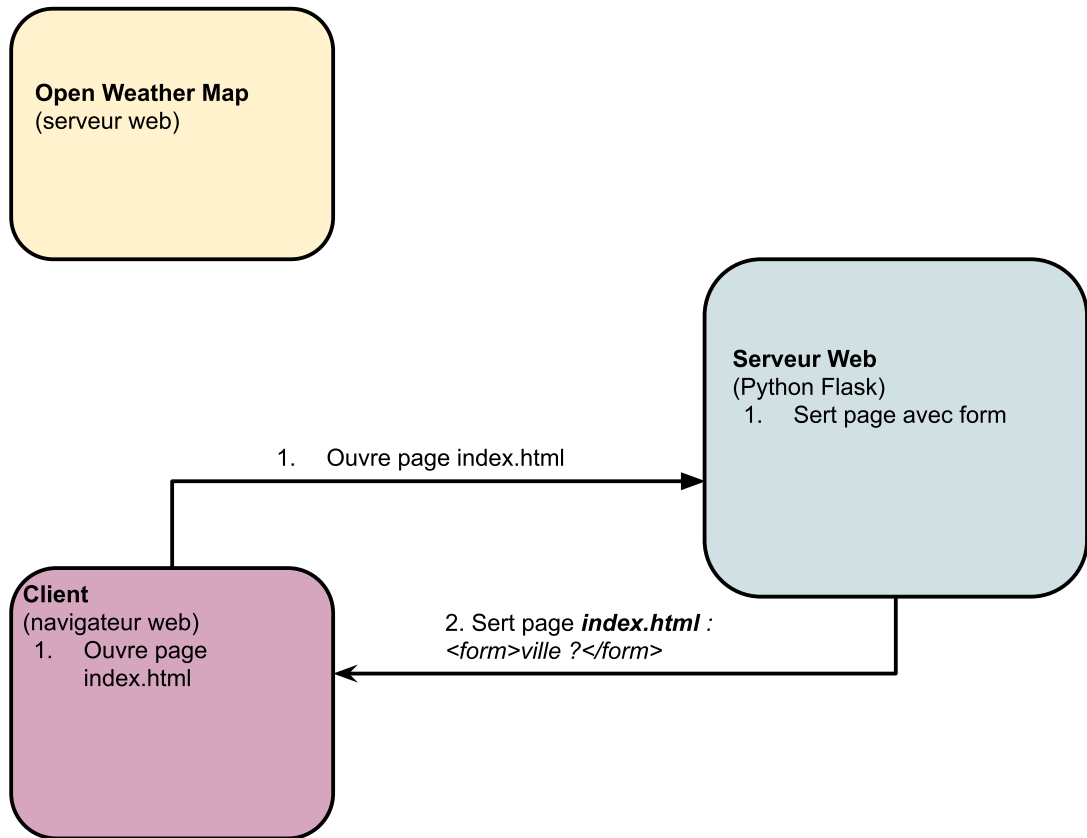 Open Weather Map
(serveur web)
Serveur Web
(Python Flask)
1. Sert page avec form
1. Ouvre page index.html
Client
(navigateur web)
1. Ouvre page
index.html
2. Sert page index.html :
<form>ville ?</form>